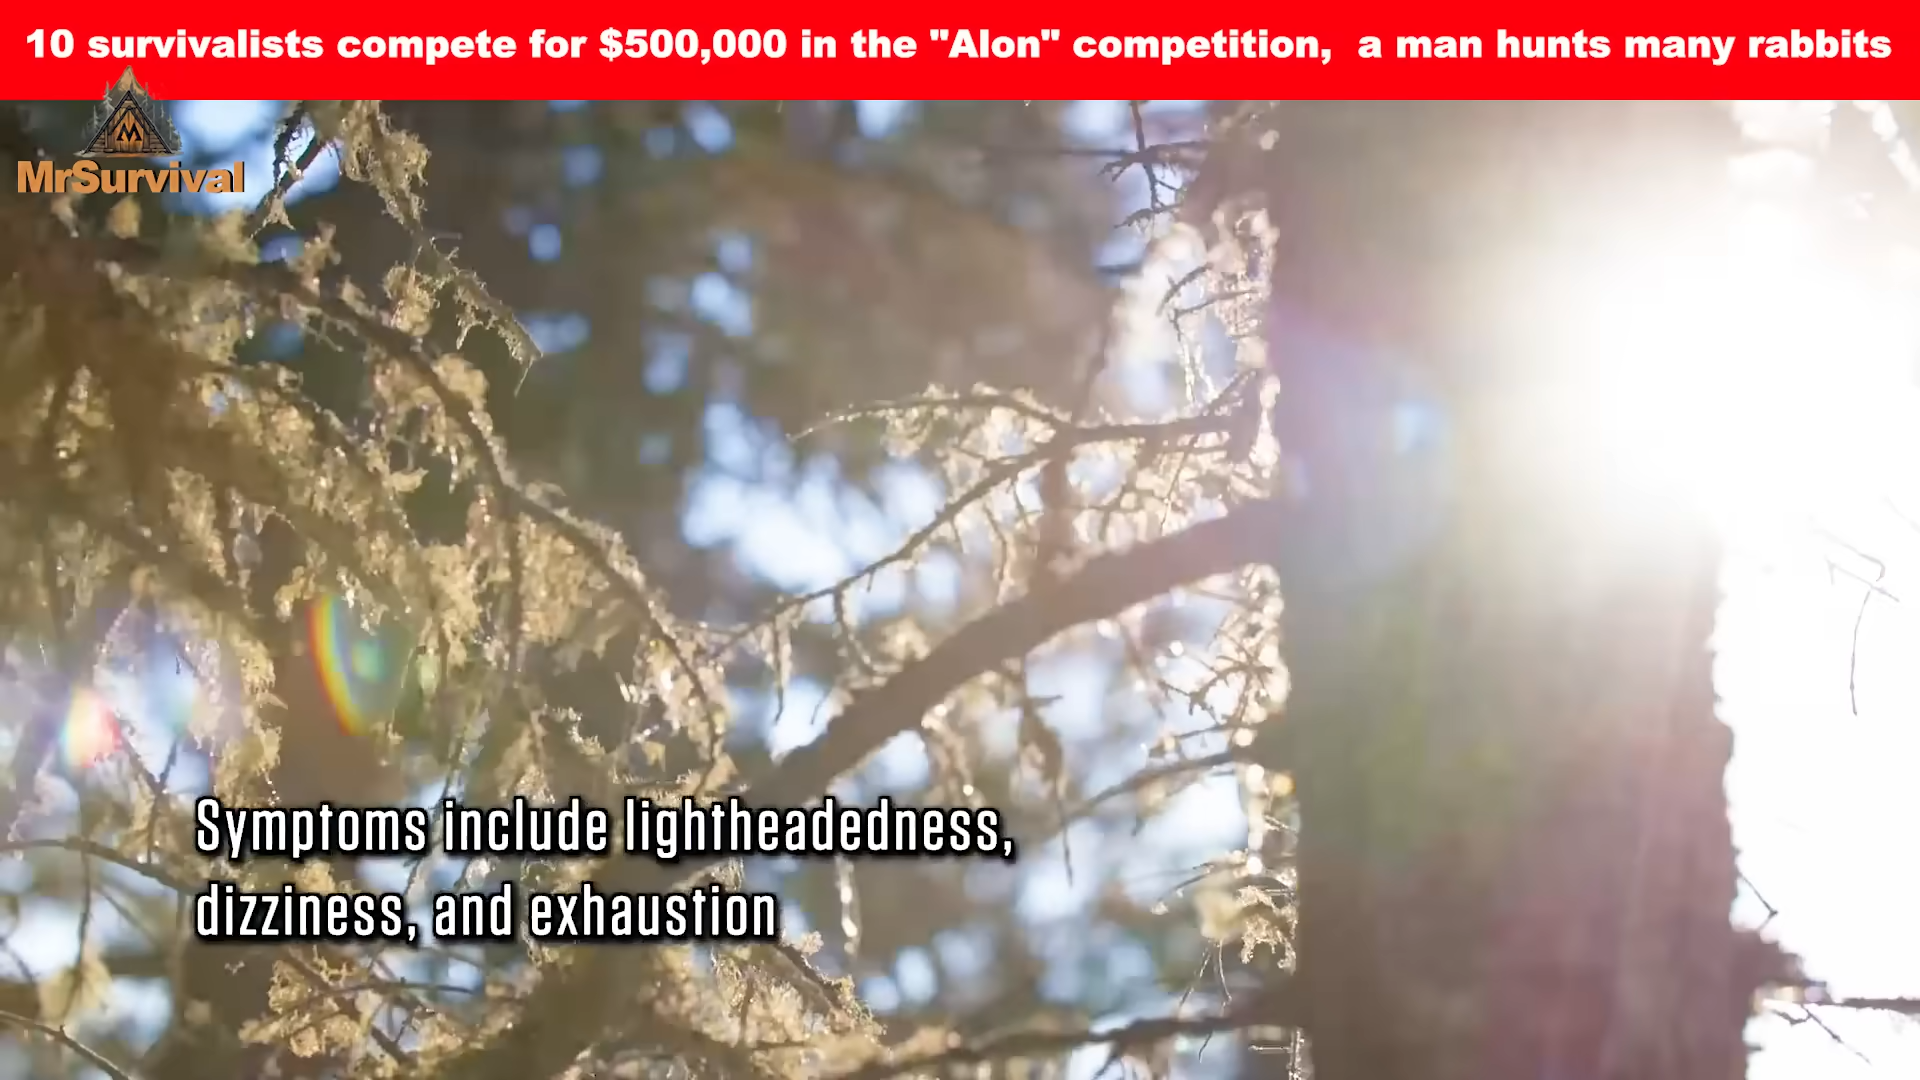 10 survivalists compete for $500,000 in the "Alon" competition, a man hunts many rabbits
MrSurvival
Symptoms include lightheadedness,
dizziness, and exhaustion